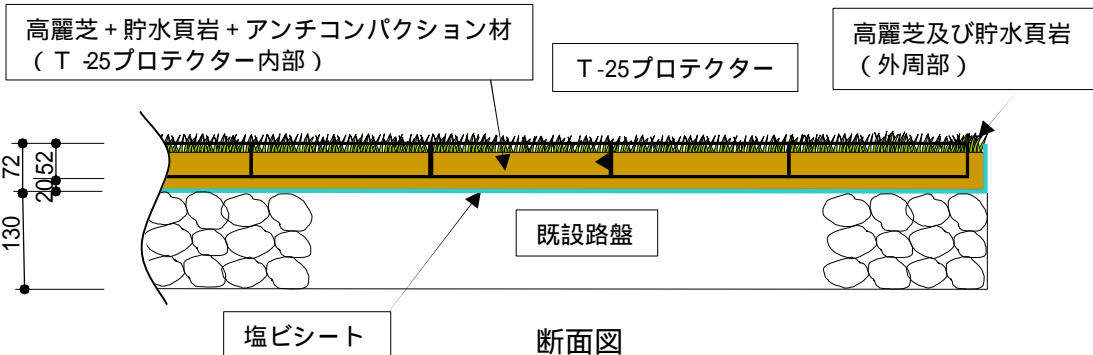 高麗芝+貯水頁岩+アンチコンパクション材
(T-25プロテクター内部)
T-25プロテクター
高麗芝及び貯水頁岩
(外周部)
72
52
20
130
既設路盤
塩ビシート
断面図